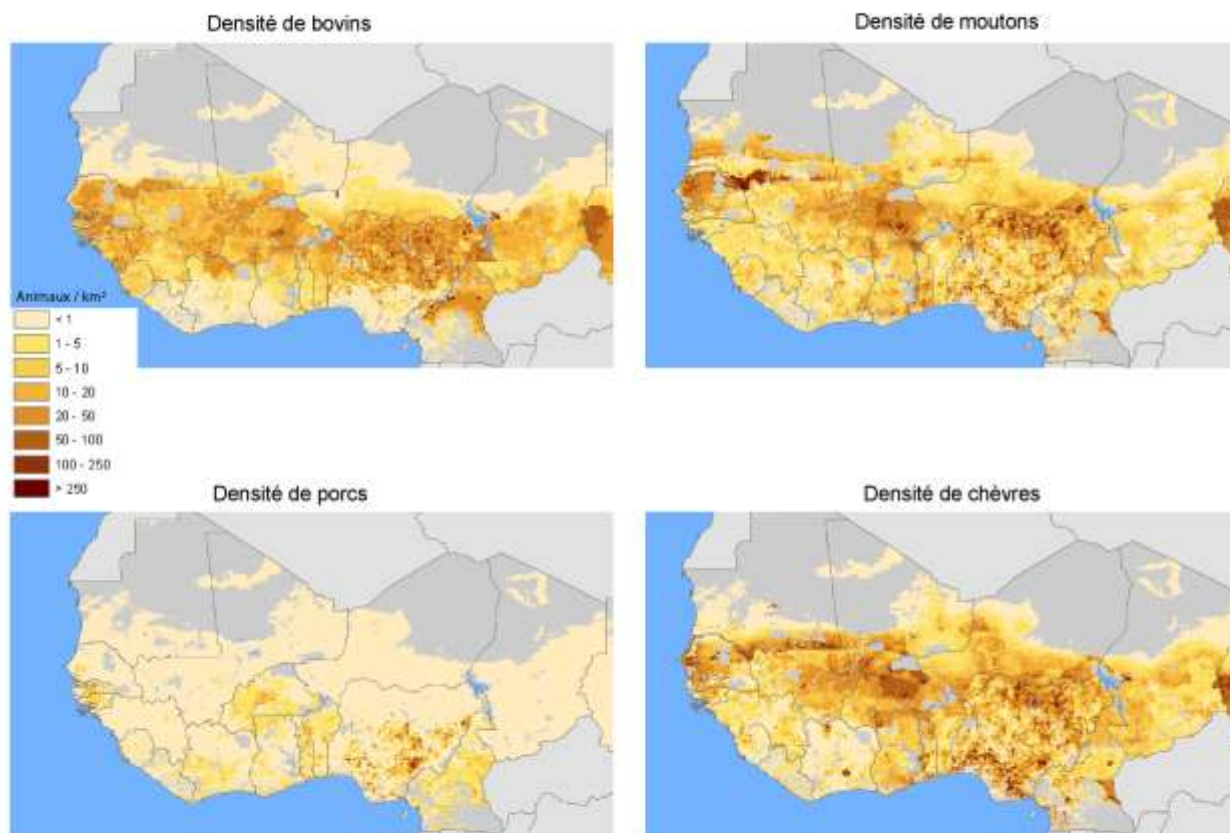 Densité de bovins
Densité de moutons
Animaux / km²
< 1
1 - 5
5 - 10
10 - 20
20 - 50
50 - 100
100 - 250
> 250
Densité de porcs
Densité de chèvres